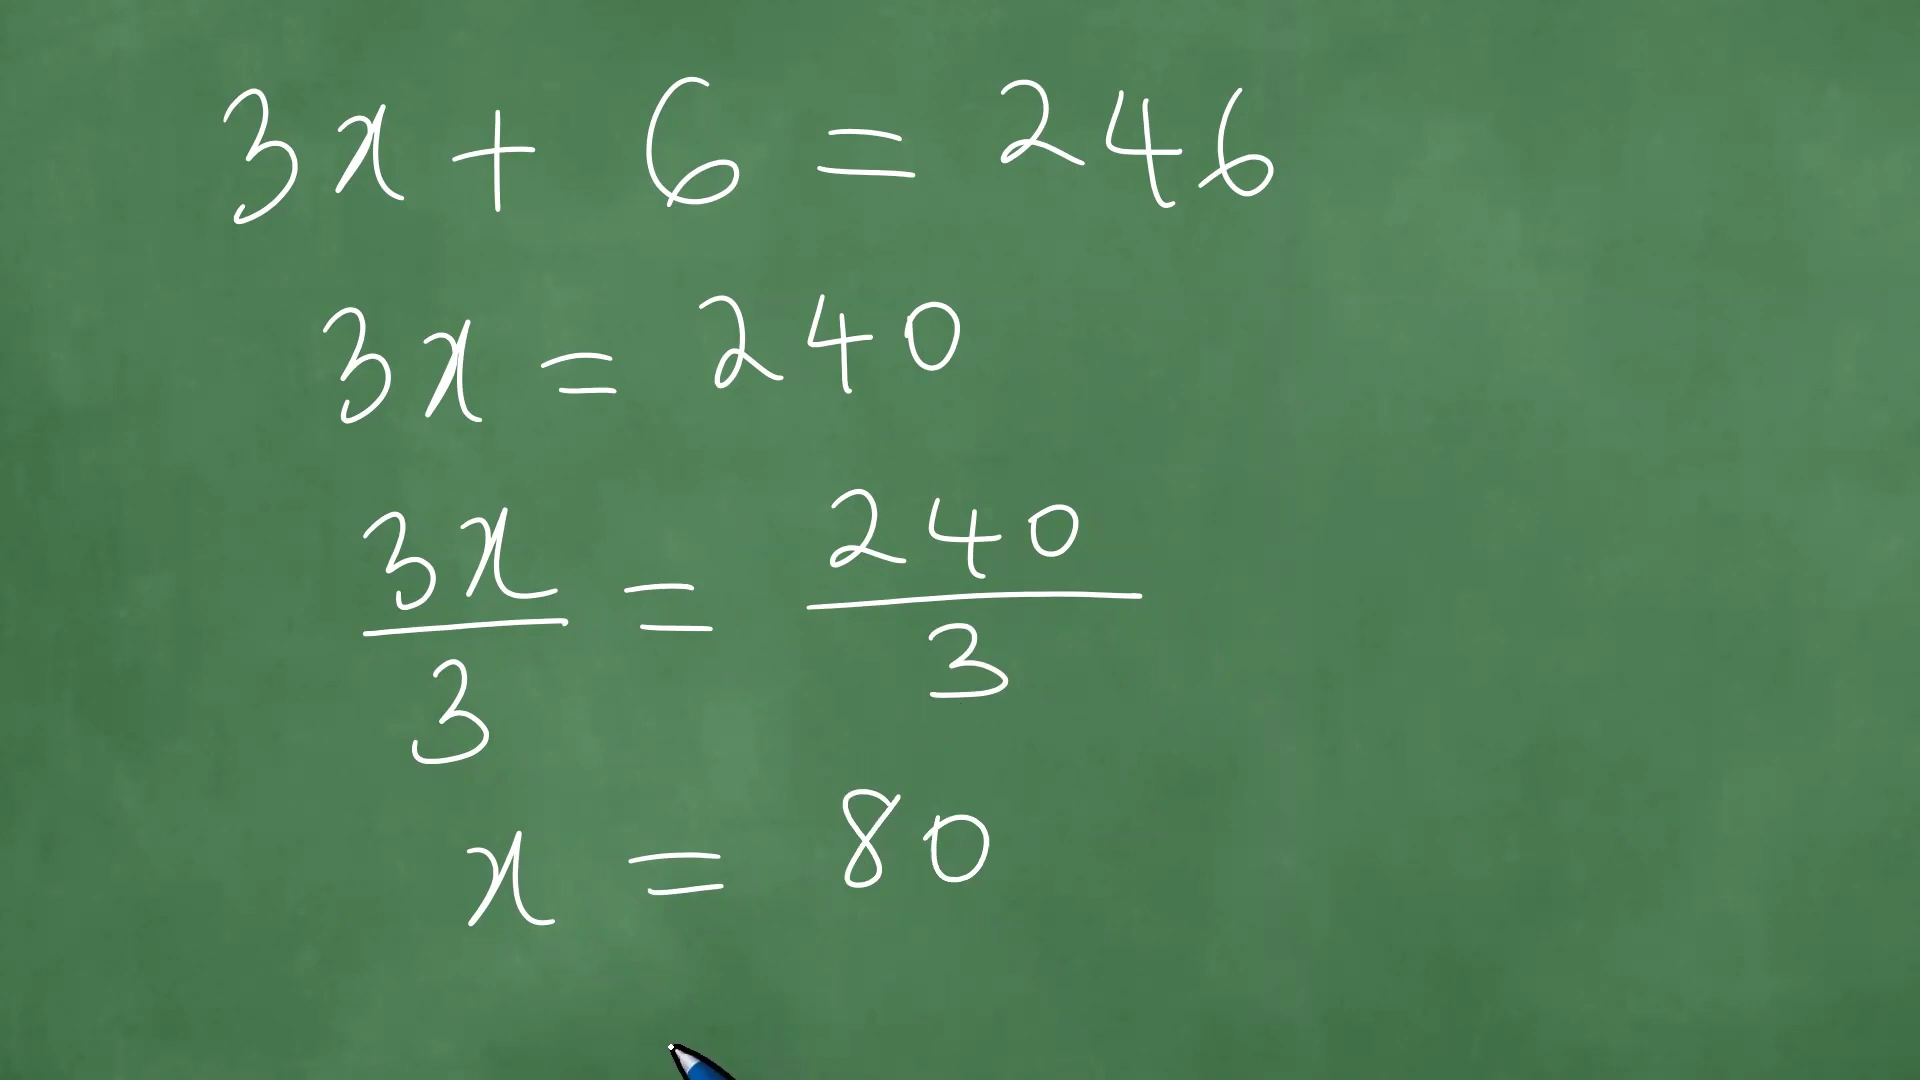 3x + 6 = 246
3x = 240
3x/3 = 240/3
x = 80